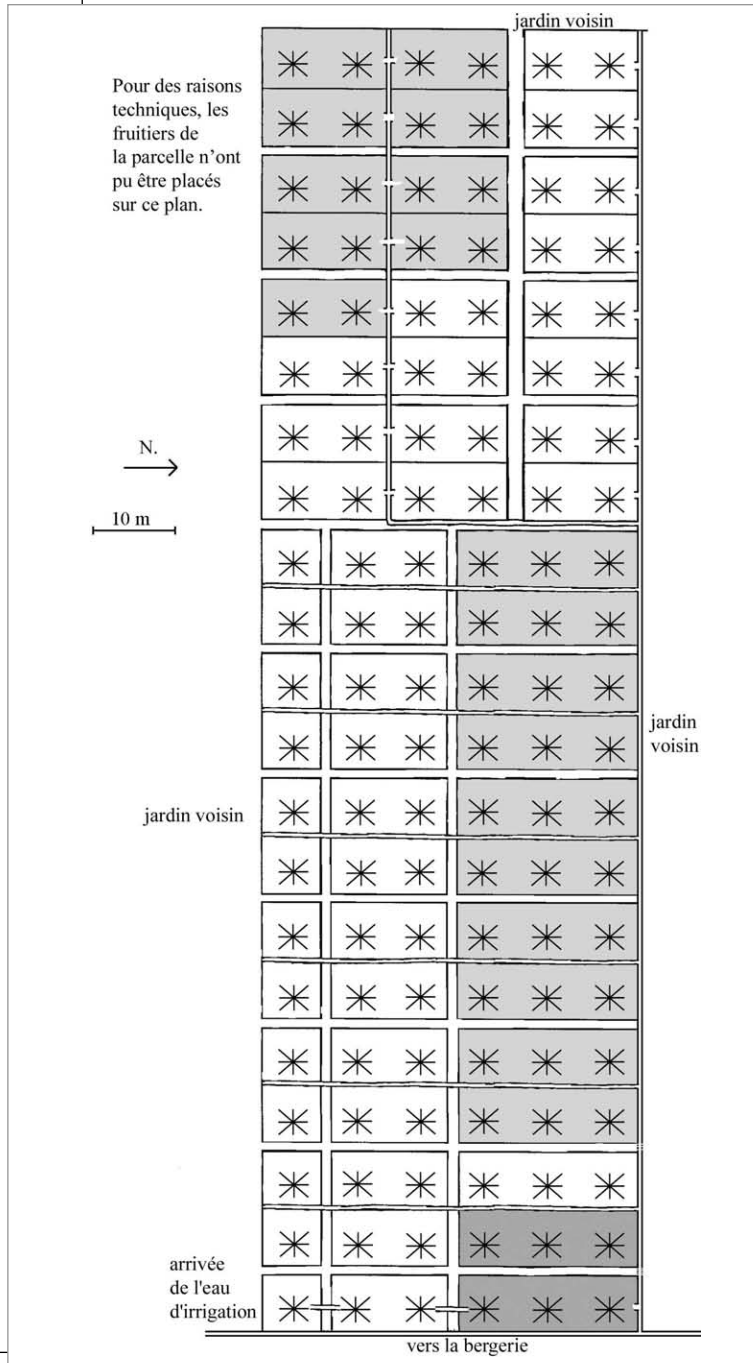 jardin voisin
Pour des raisons
techniques, les
fruitiers de
la parcelle n'ont
pu être placés
sur ce plan.
N.
10 m
jardin
voisin
jardin voisin
arrivée
de l'eau
d'irrigation
vers la bergerie